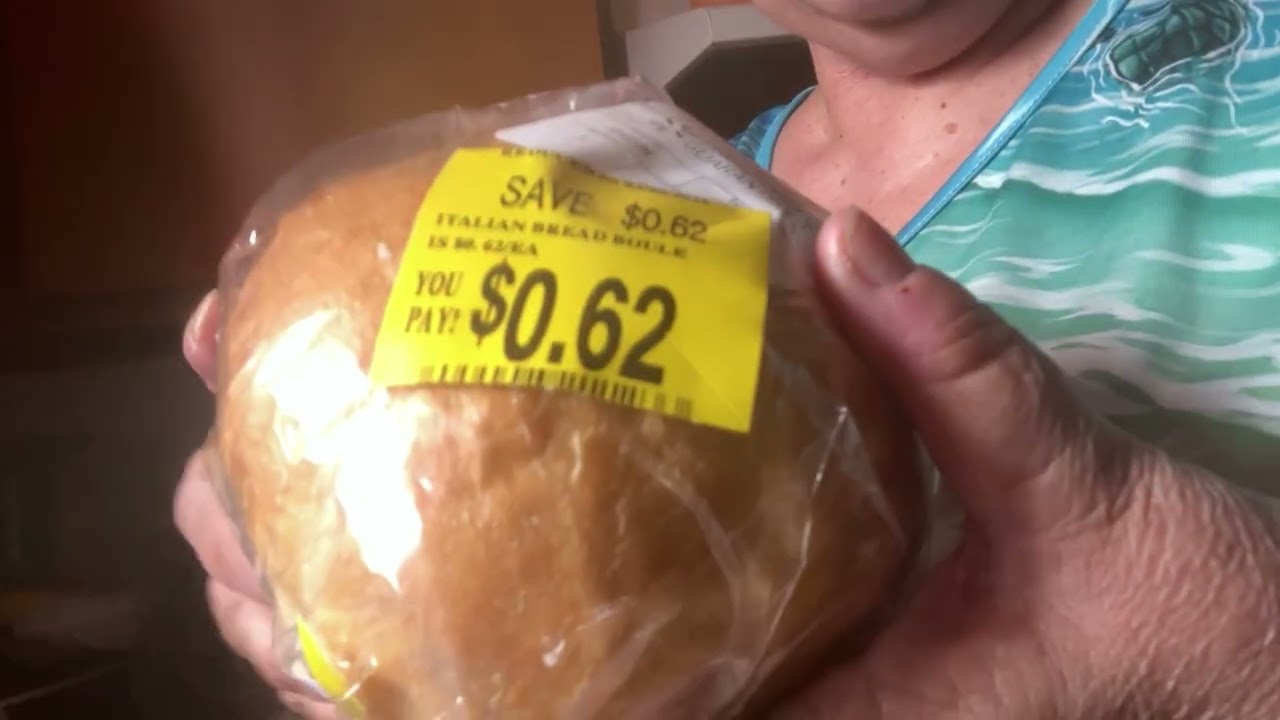 SAVE $0.62
ITALIAN BREAD BOULE
IS $0.62/EA
YOU
PAY!
$0.62